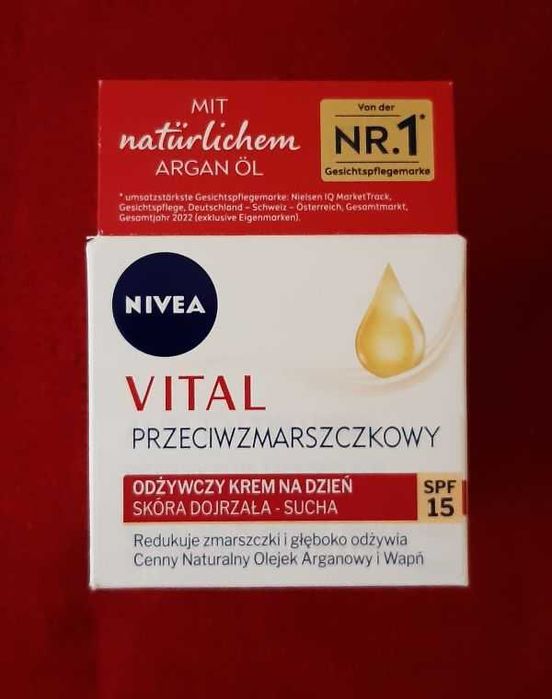 MIT
natürlichem
ARGAN ÖL
Von der
NR.1*
Gesichtspflegemarke
* umsatzstärkste Gesichtspflegemarke: Nielsen IQ MarketTrack,
Gesichtspflege, Deutschland – Schweiz – Österreich, Gesamtmarkt,
Gesamtjahr 2022 (exklusive Eigenmarken).
NIVEA
VITAL
PRZECIWZMARSZCZKOWY
ODŻYWCZY KREM NA DZIEŃ
SKÓRA DOJRZAŁA - SUCHA
SPF
15
Redukuje zmarszczki i głęboko odżywia
Cenny Naturalny Olejek Arganowy i Wapń